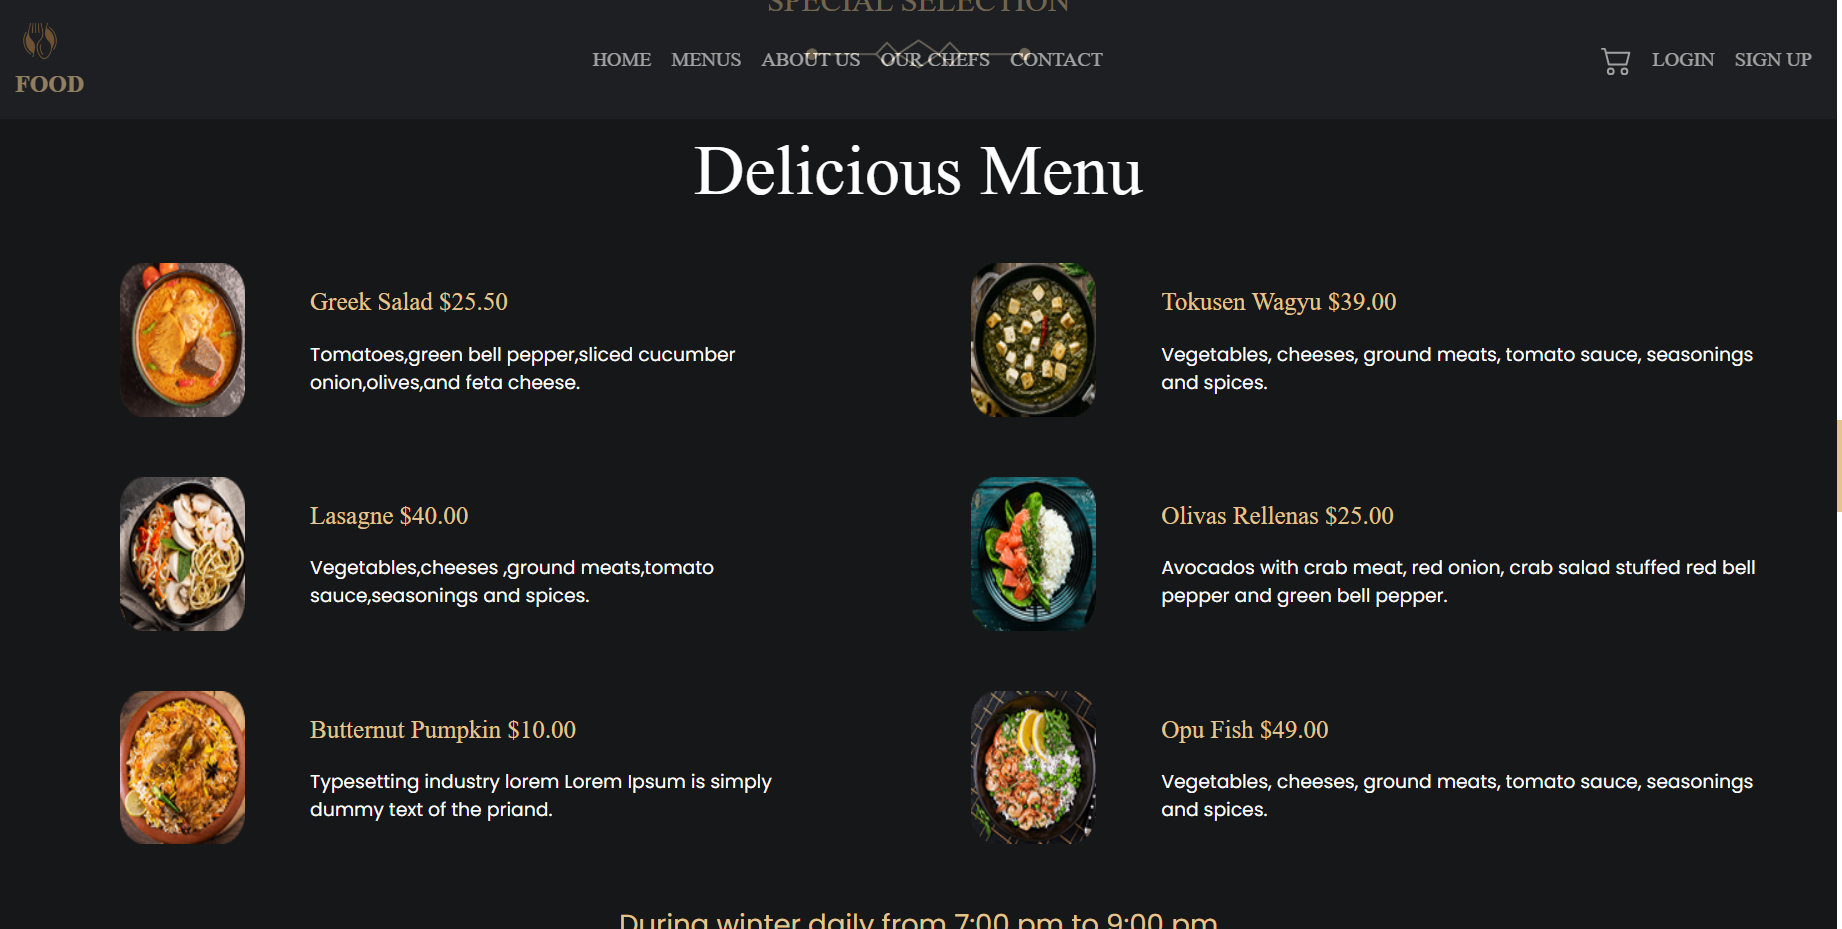 SPECIAL SELECTION
FOOD
HOME MENUS ABOUT US OUR CHEFS CONTACT
LOGIN SIGN UP
Delicious Menu
Greek Salad $25.50
Tomatoes,green bell pepper,sliced cucumber
onion,olives,and feta cheese.
Tokusen Wagyu $39.00
Vegetables, cheeses, ground meats, tomato sauce, seasonings
and spices.
Lasagne $40.00
Vegetables,cheeses ,ground meats,tomato
sauce,seasonings and spices.
Olivas Rellenas $25.00
Avocados with crab meat, red onion, crab salad stuffed red bell
pepper and green bell pepper.
Butternut Pumpkin $10.00
Typesetting industry lorem Lorem Ipsum is simply
dummy text of the priand.
Opu Fish $49.00
Vegetables, cheeses, ground meats, tomato sauce, seasonings
and spices.
During winter daily from 7:00 pm to 9:00 pm